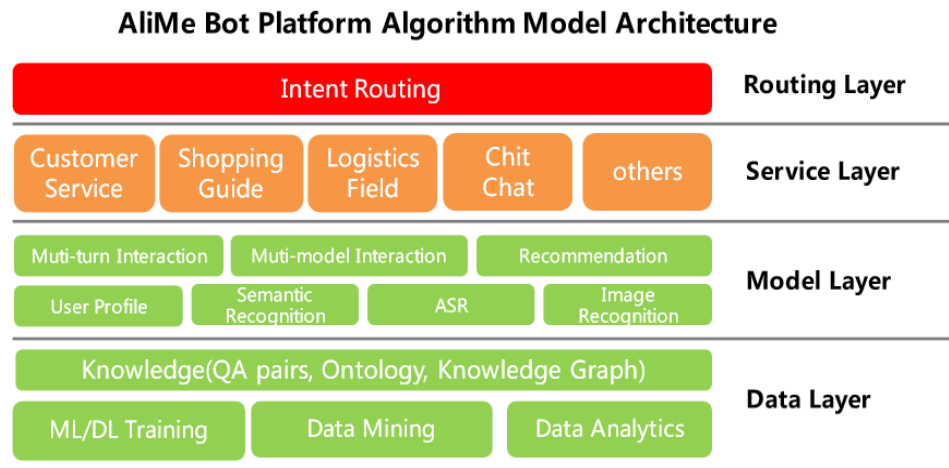 AliMe Bot Platform Algorithm Model Architecture
Intent Routing
Routing Layer
Customer
Service
Shopping
Guide
Logistics
Field
Chit
Chat
others
Service Layer
Muti-turn Interaction
Muti-model Interaction
Recommendation
User Profile
Semantic
Recognition
ASR
Image
Recognition
Model Layer
Knowledge(QA pairs, Ontology, Knowledge Graph)
ML/DL Training
Data Mining
Data Analytics
Data Layer